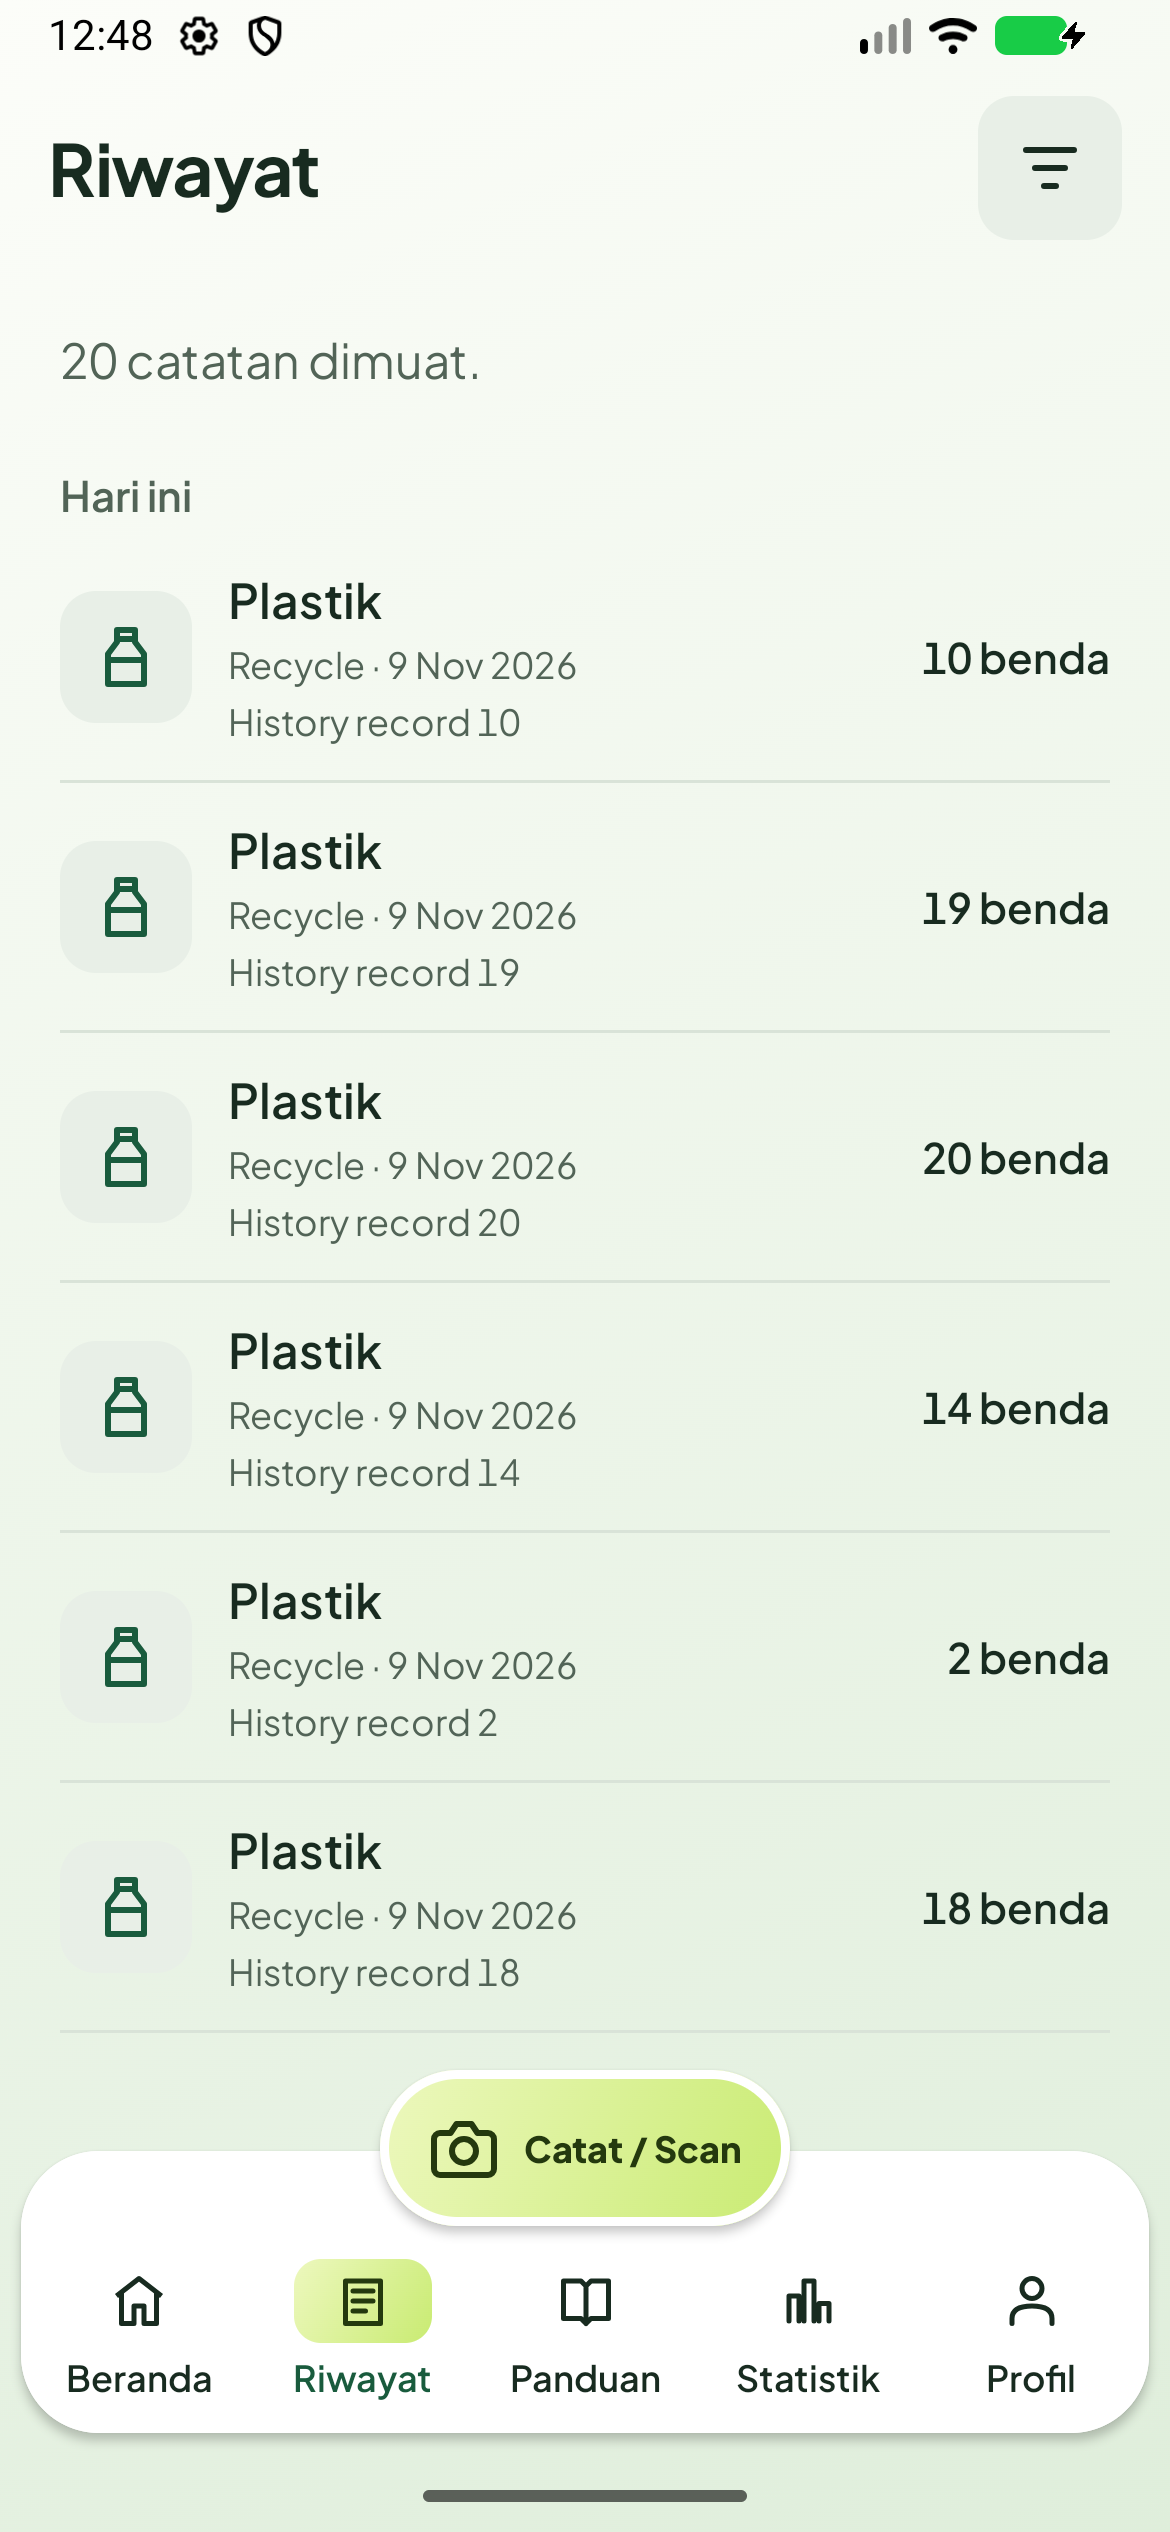 12:48
Riwayat
20 catatan dimuat.
Hari ini
Plastik
Recycle · 9 Nov 2026
History record 10
10 benda
Plastik
Recycle · 9 Nov 2026
History record 19
19 benda
Plastik
Recycle · 9 Nov 2026
History record 20
20 benda
Plastik
Recycle · 9 Nov 2026
History record 14
14 benda
Plastik
Recycle · 9 Nov 2026
History record 2
2 benda
Plastik
Recycle · 9 Nov 2026
History record 18
18 benda
Catat / Scan
Beranda
Riwayat
Panduan
Statistik
Profil